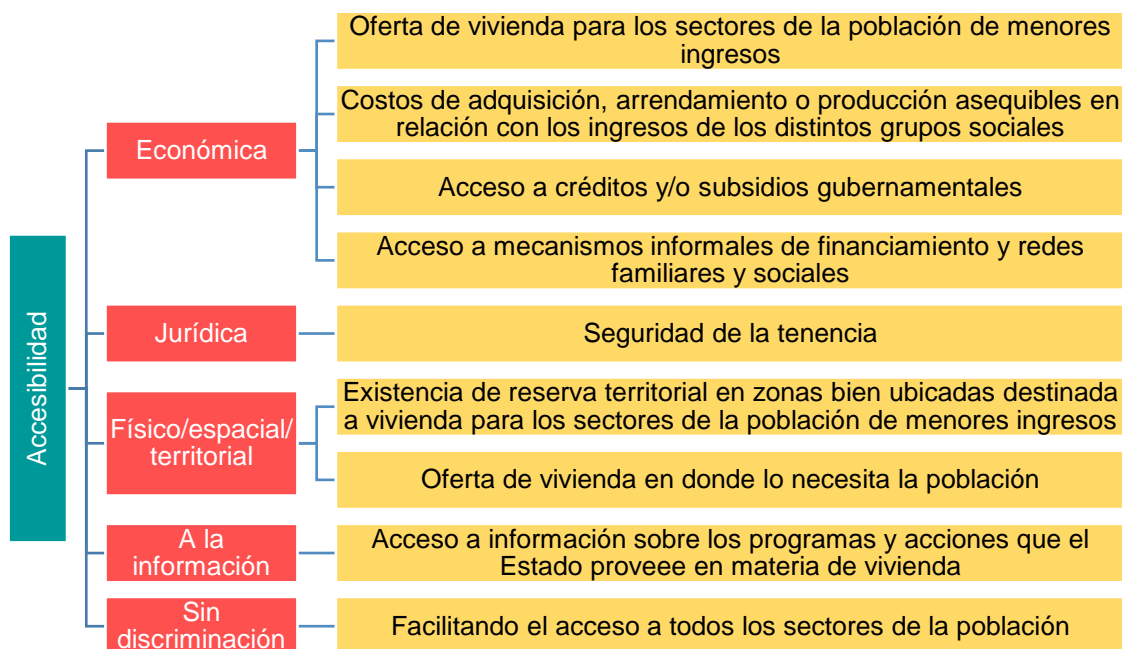 Accesibilidad
Económica
Oferta de vivienda para los sectores de la población de menores
ingresos
Costos de adquisición, arrendamiento o producción asequibles en
relación con los ingresos de los distintos grupos sociales
Acceso a créditos y/o subsidios gubernamentales
Acceso a mecanismos informales de financiamiento y redes
familiares y sociales
Jurídica
Seguridad de la tenencia
Físico/espacial/
territorial
Existencia de reserva territorial en zonas bien ubicadas destinada
a vivienda para los sectores de la población de menores ingresos
Oferta de vivienda en donde lo necesita la población
A la
información
Acceso a información sobre los programas y acciones que el
Estado proveee en materia de vivienda
Sin
discriminación
Facilitando el acceso a todos los sectores de la población